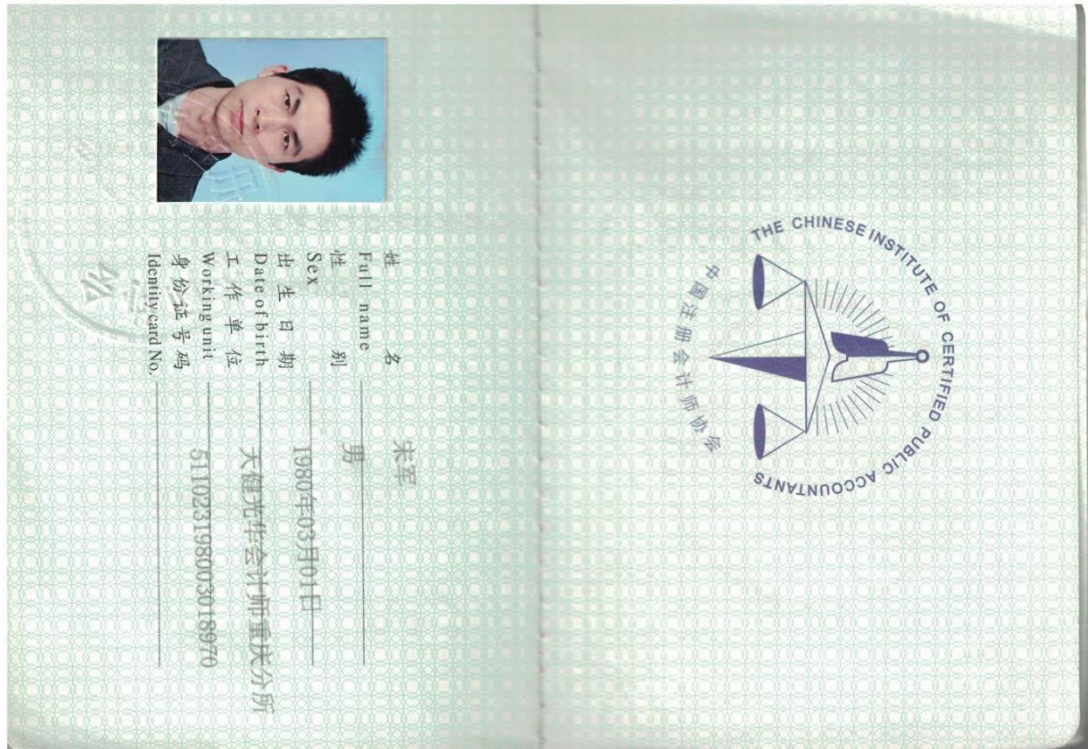 姓名 宋军
Full name
性别 男
Sex
出生日期 1980年03月01日
Date of birth
工作单位 天健光华会计师重庆分所
Working unit
身份证号码 511023198003018970
Identity card No.
THE CHINESE INSTITUTE OF CERTIFIED PUBLIC ACCOUNTANTS
中国注册会计师协会